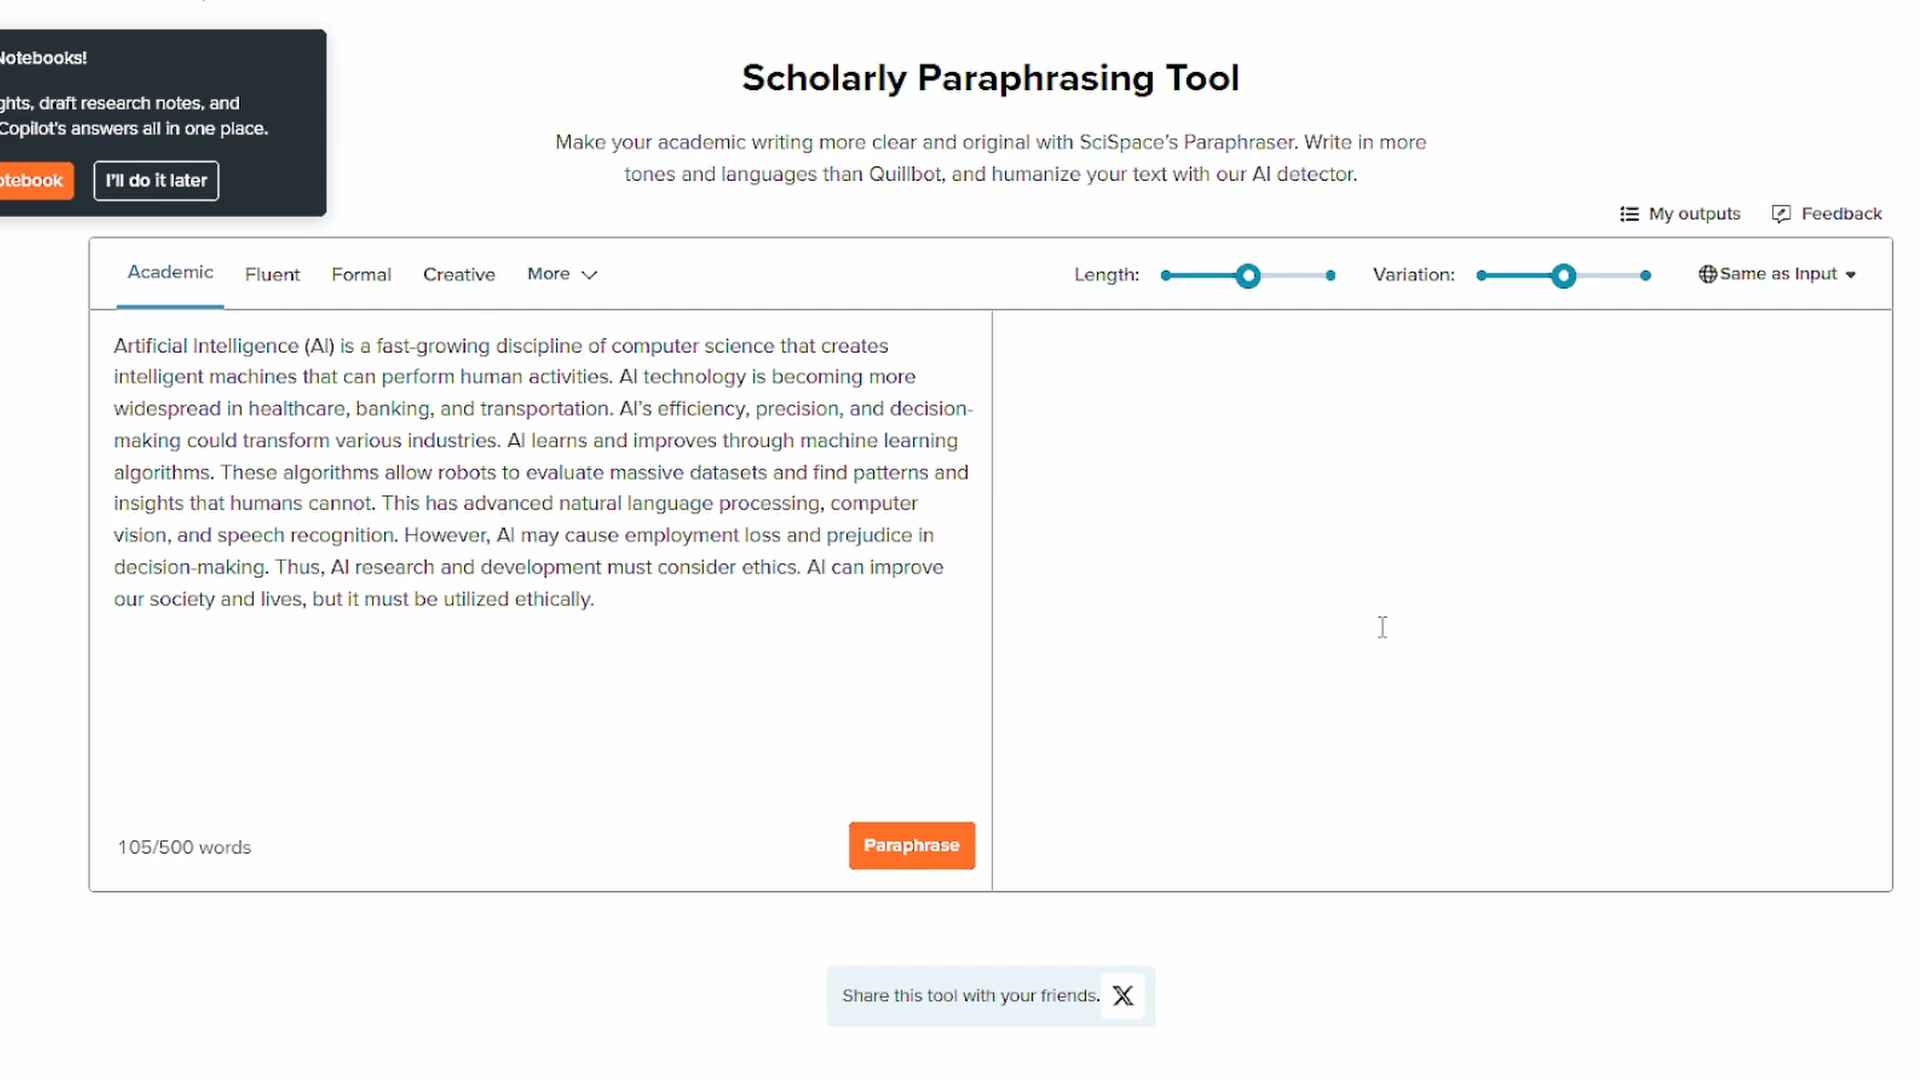 Notebooks!
ghts, draft research notes, and
Copilot's answers all in one place.
otebook
I'll do it later
Scholarly Paraphrasing Tool
Make your academic writing more clear and original with SciSpace's Paraphraser. Write in more
tones and languages than Quillbot, and humanize your text with our AI detector.
My outputs Feedback
Academic Fluent Formal Creative More Length: Variation: Same as Input
Artificial Intelligence (AI) is a fast-growing discipline of computer science that creates
intelligent machines that can perform human activities. AI technology is becoming more
widespread in healthcare, banking, and transportation. AI's efficiency, precision, and decision-
making could transform various industries. AI learns and improves through machine learning
algorithms. These algorithms allow robots to evaluate massive datasets and find patterns and
insights that humans cannot. This has advanced natural language processing, computer
vision, and speech recognition. However, AI may cause employment loss and prejudice in
decision-making. Thus, AI research and development must consider ethics. AI can improve
our society and lives, but it must be utilized ethically.
105/500 words
Paraphrase
Share this tool with your friends.